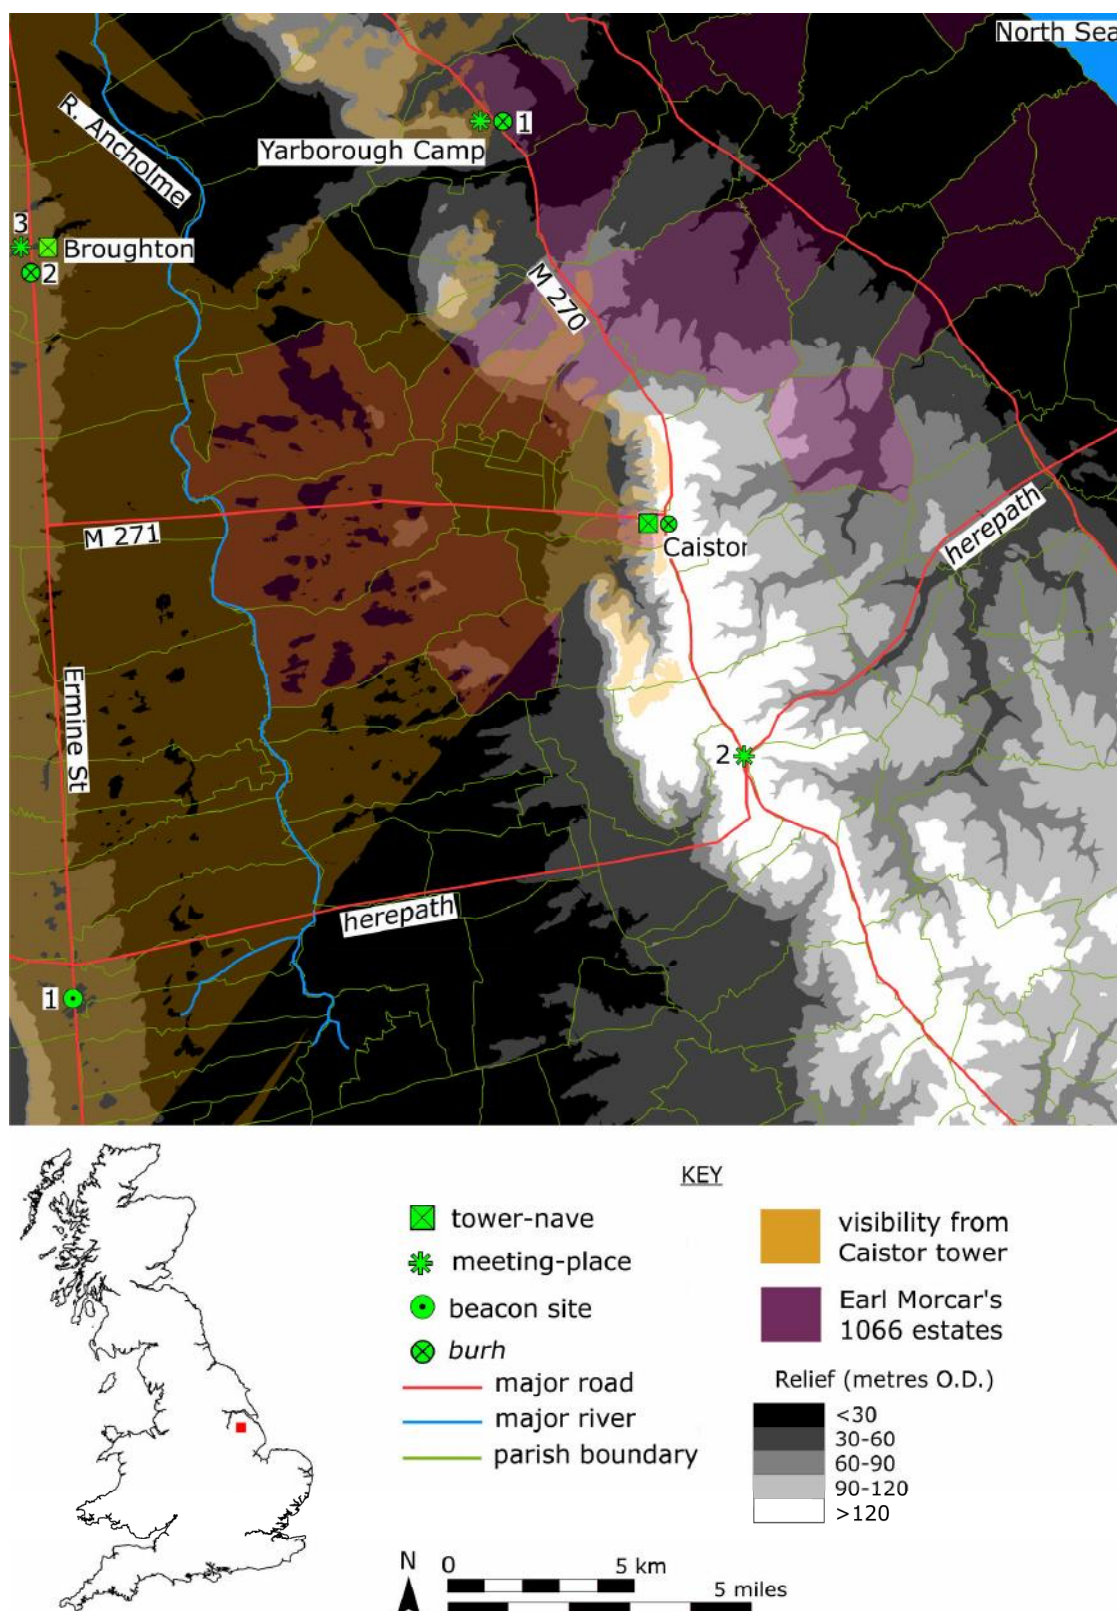 North Sea
R. Ancholme
1
Yarborough Camp
3
Broughton
2
M 270
herepath
M 271
Caistor
Ermine St
2
herepath
1
KEY
tower-nave
meeting-place
beacon site
burh
major road
major river
parish boundary
visibility from
Caistor tower
Earl Morcar's
1066 estates
Relief (metres O.D.)
<30
30-60
60-90
90-120
>120
N
0
5 km
5 miles